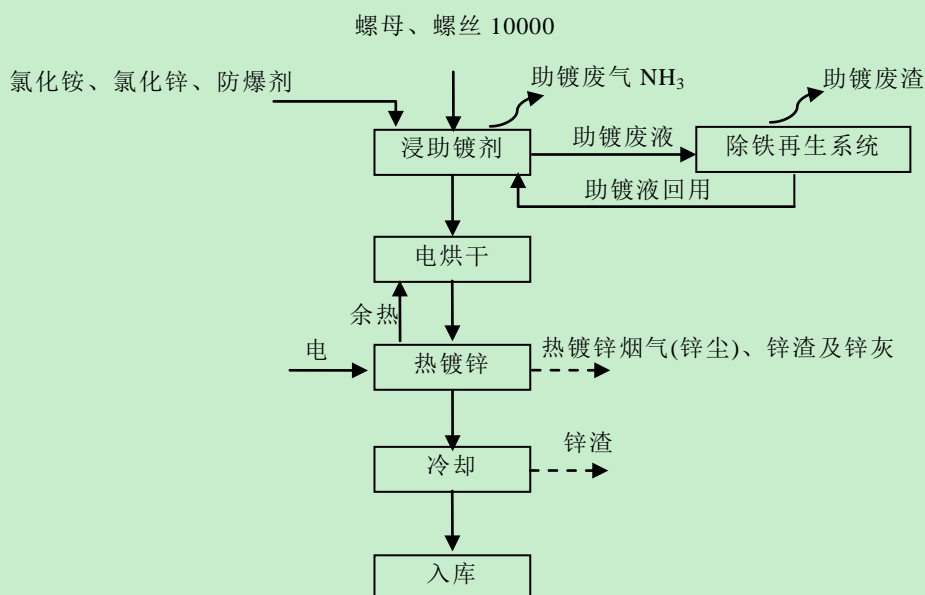 螺母、螺丝 10000
氯化铵、氯化锌、防爆剂
助镀废气 NH₃
助镀废渣
浸助镀剂
助镀废液
除铁再生系统
助镀液回用
电烘干
余热
电
热镀锌
热镀锌烟气(锌尘)、锌渣及锌灰
冷却
锌渣
入库